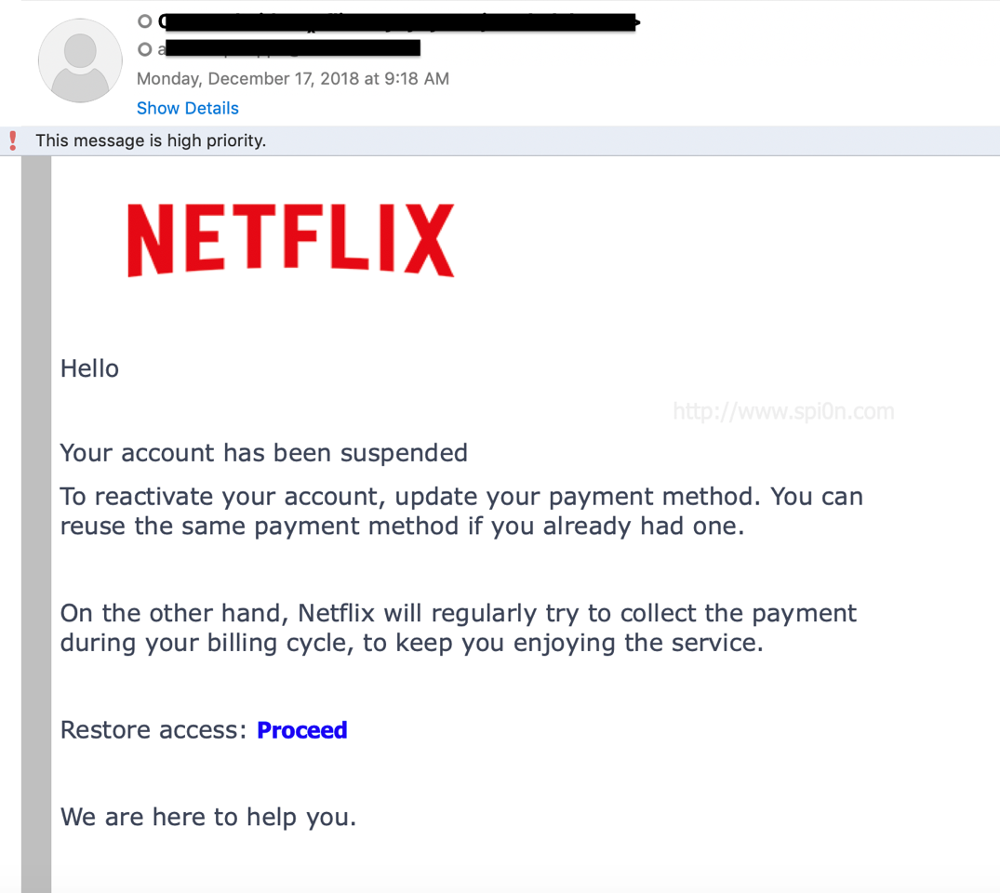 Monday, December 17, 2018 at 9:18 AM
Show Details
This message is high priority.
NETFLIX
Hello
http://www.spi0n.com
Your account has been suspended
To reactivate your account, update your payment method. You can
reuse the same payment method if you already had one.
On the other hand, Netflix will regularly try to collect the payment
during your billing cycle, to keep you enjoying the service.
Restore access: Proceed
We are here to help you.